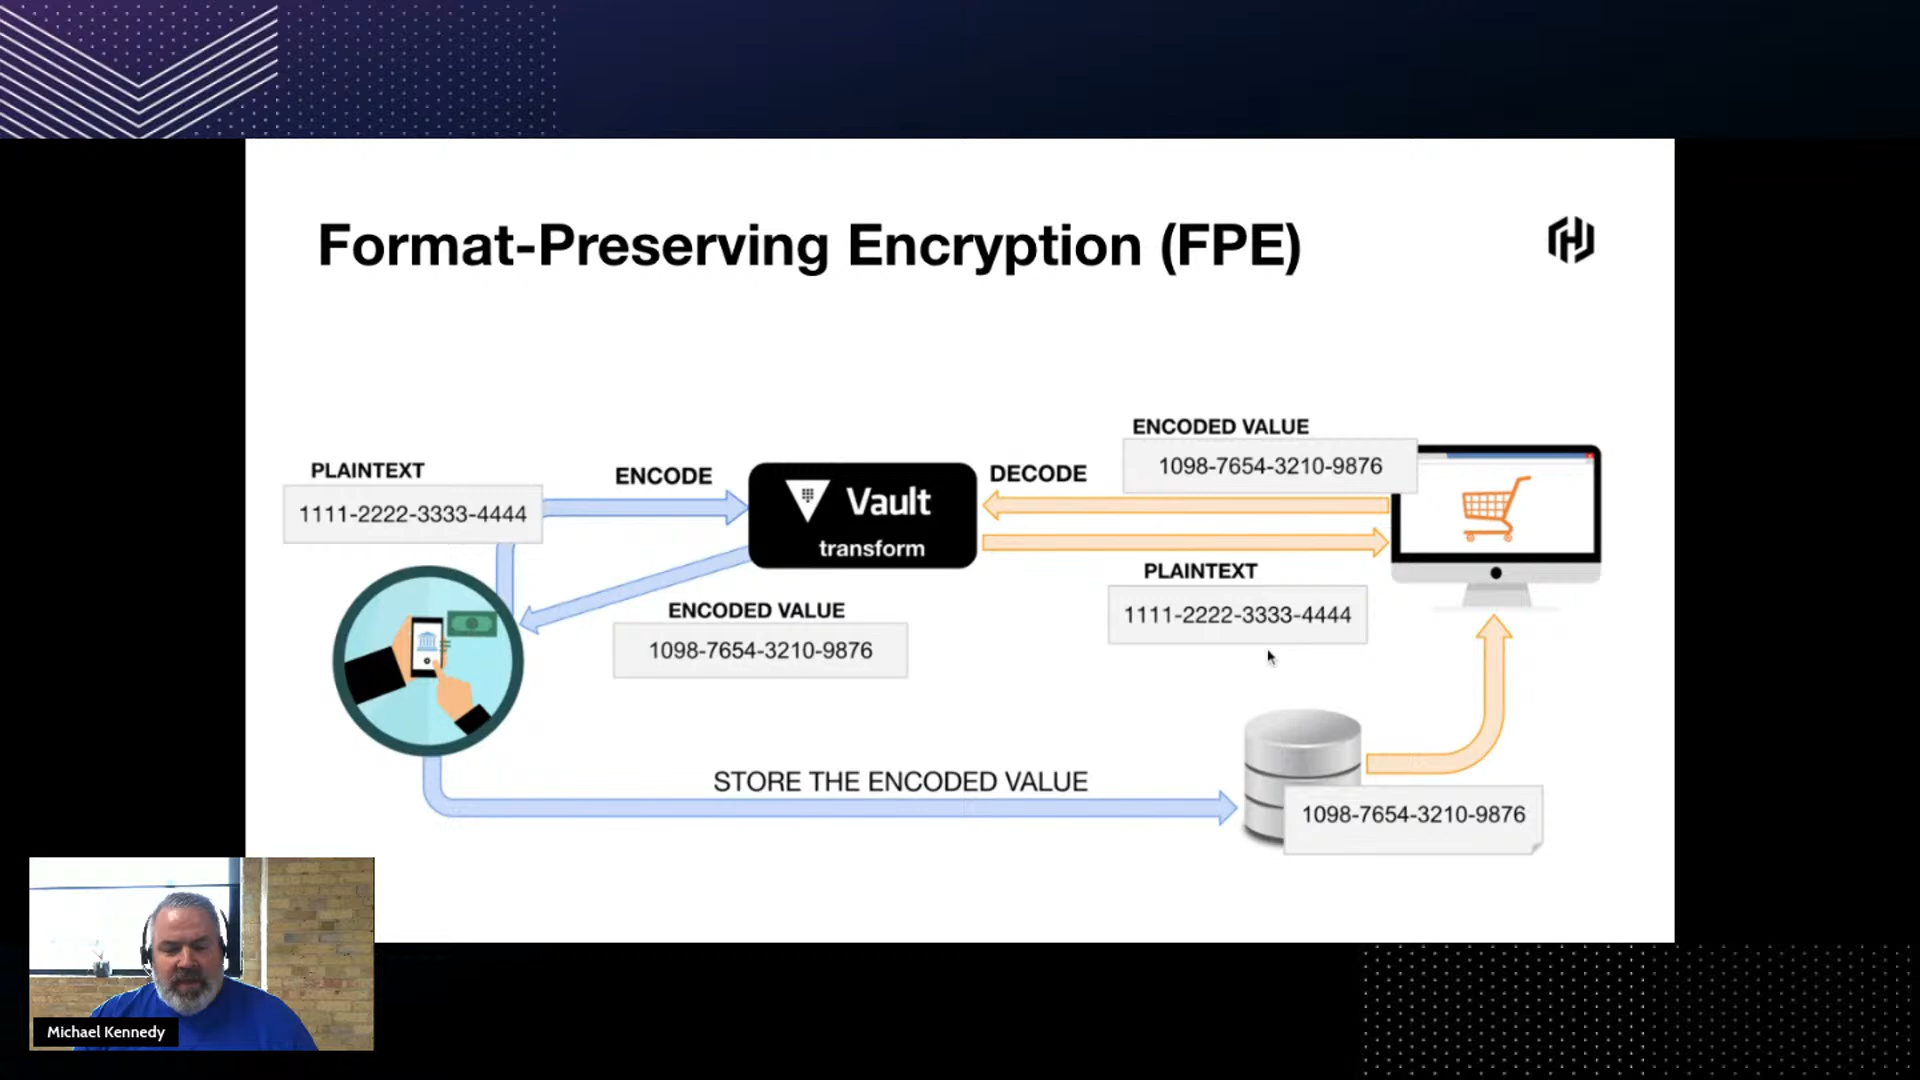 Format-Preserving Encryption (FPE)
PLAINTEXT
1111-2222-3333-4444
ENCODE
Vault
transform
DECODE
ENCODED VALUE
1098-7654-3210-9876
PLAINTEXT
1111-2222-3333-4444
ENCODED VALUE
1098-7654-3210-9876
STORE THE ENCODED VALUE
1098-7654-3210-9876
Michael Kennedy